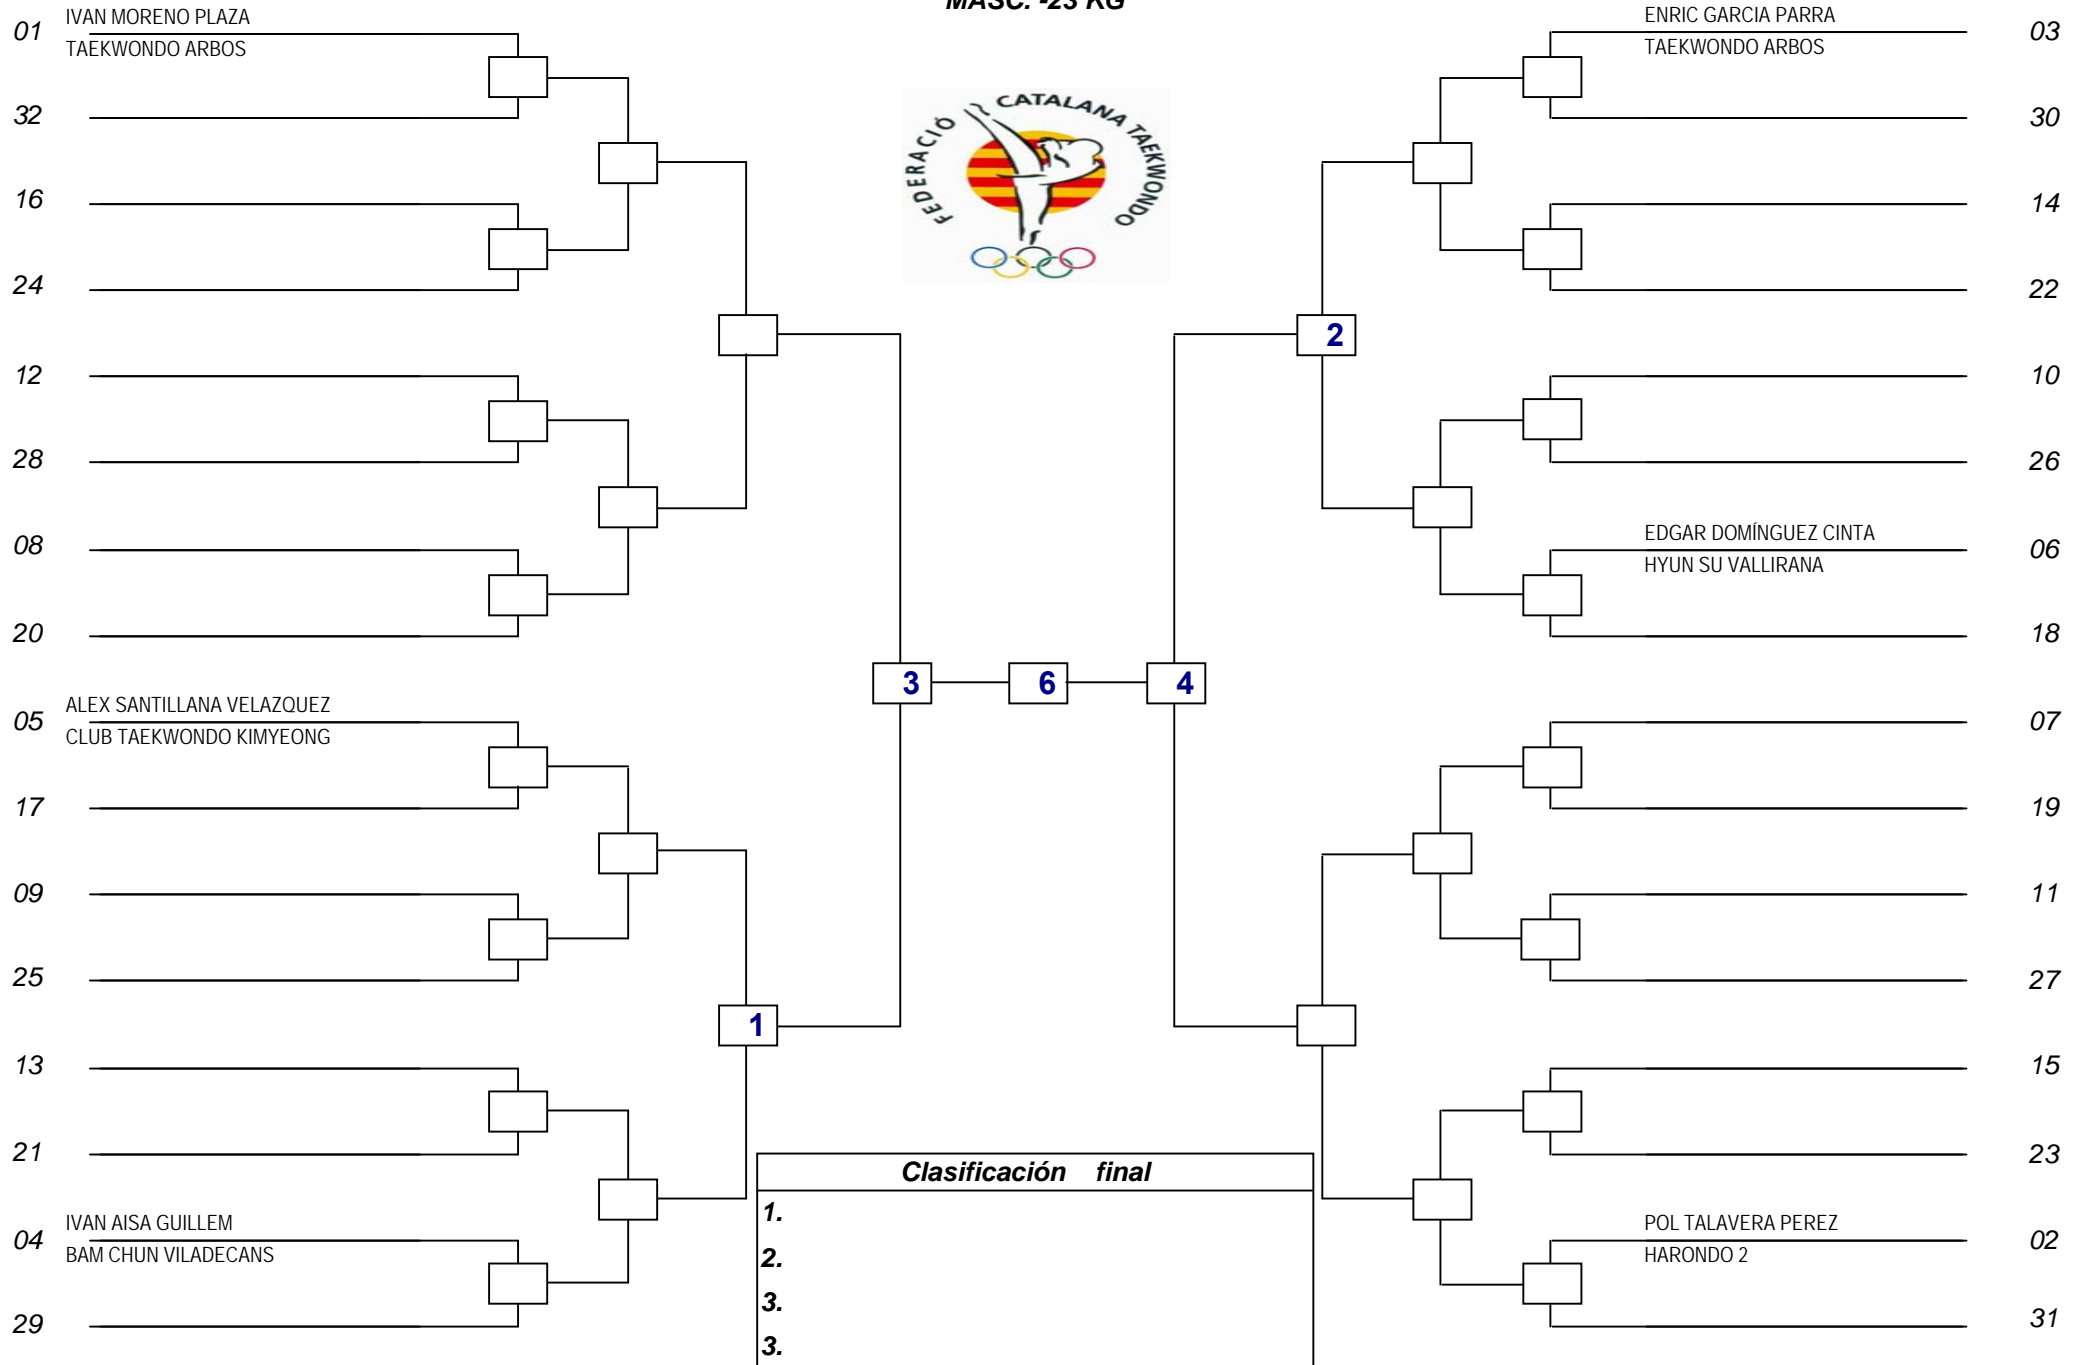 MASC. -23 KG
01 IVAN MORENO PLAZA
TAEKWONDO ARBOS
32
16
24
12
28
08
20
05 ALEX SANTILLANA VELAZQUEZ
CLUB TAEKWONDO KIMYEONG
17
09
25
13
21
04 IVAN AISA GUILLEM
BAM CHUN VILADECANS
29
1
3
6
4
2
FEDERACIÓ CATALANA TAEKWONDO
ENRIC GARCIA PARRA 03
TAEKWONDO ARBOS
30
14
22
10
26
EDGAR DOMÍNGUEZ CINTA 06
HYUN SU VALLIRANA
18
07
19
11
27
15
23
POL TALAVERA PEREZ 02
HARONDO 2
31
Clasificación final
1.
2.
3.
3.